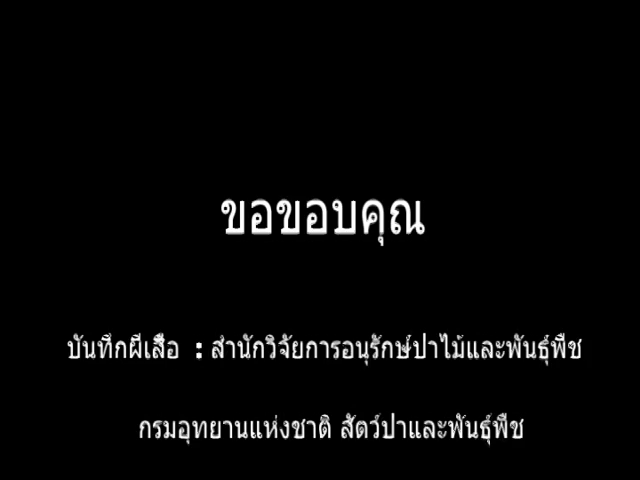 ขอขอบคุณ
บันทึกผีเสื้อ : สำนักวิจัยการอนุรักษ์ป่าไม้และพันธุ์พืช
กรมอุทยานแห่งชาติ สัตว์ป่าและพันธุ์พืช